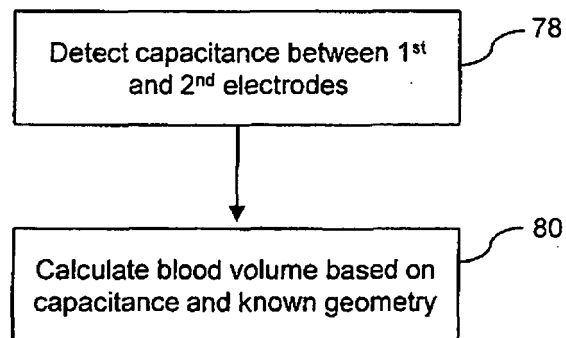 Detect capacitance between 1st
and 2nd electrodes
78
Calculate blood volume based on
capacitance and known geometry
80